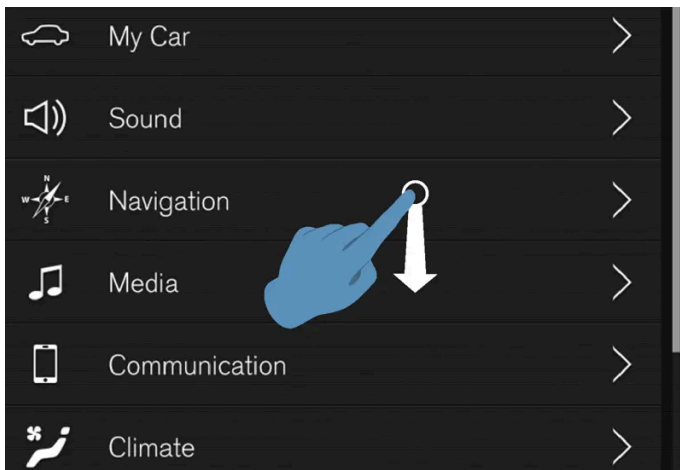 My Car
Sound
N
W E
S
Navigation
Media
Communication
Climate